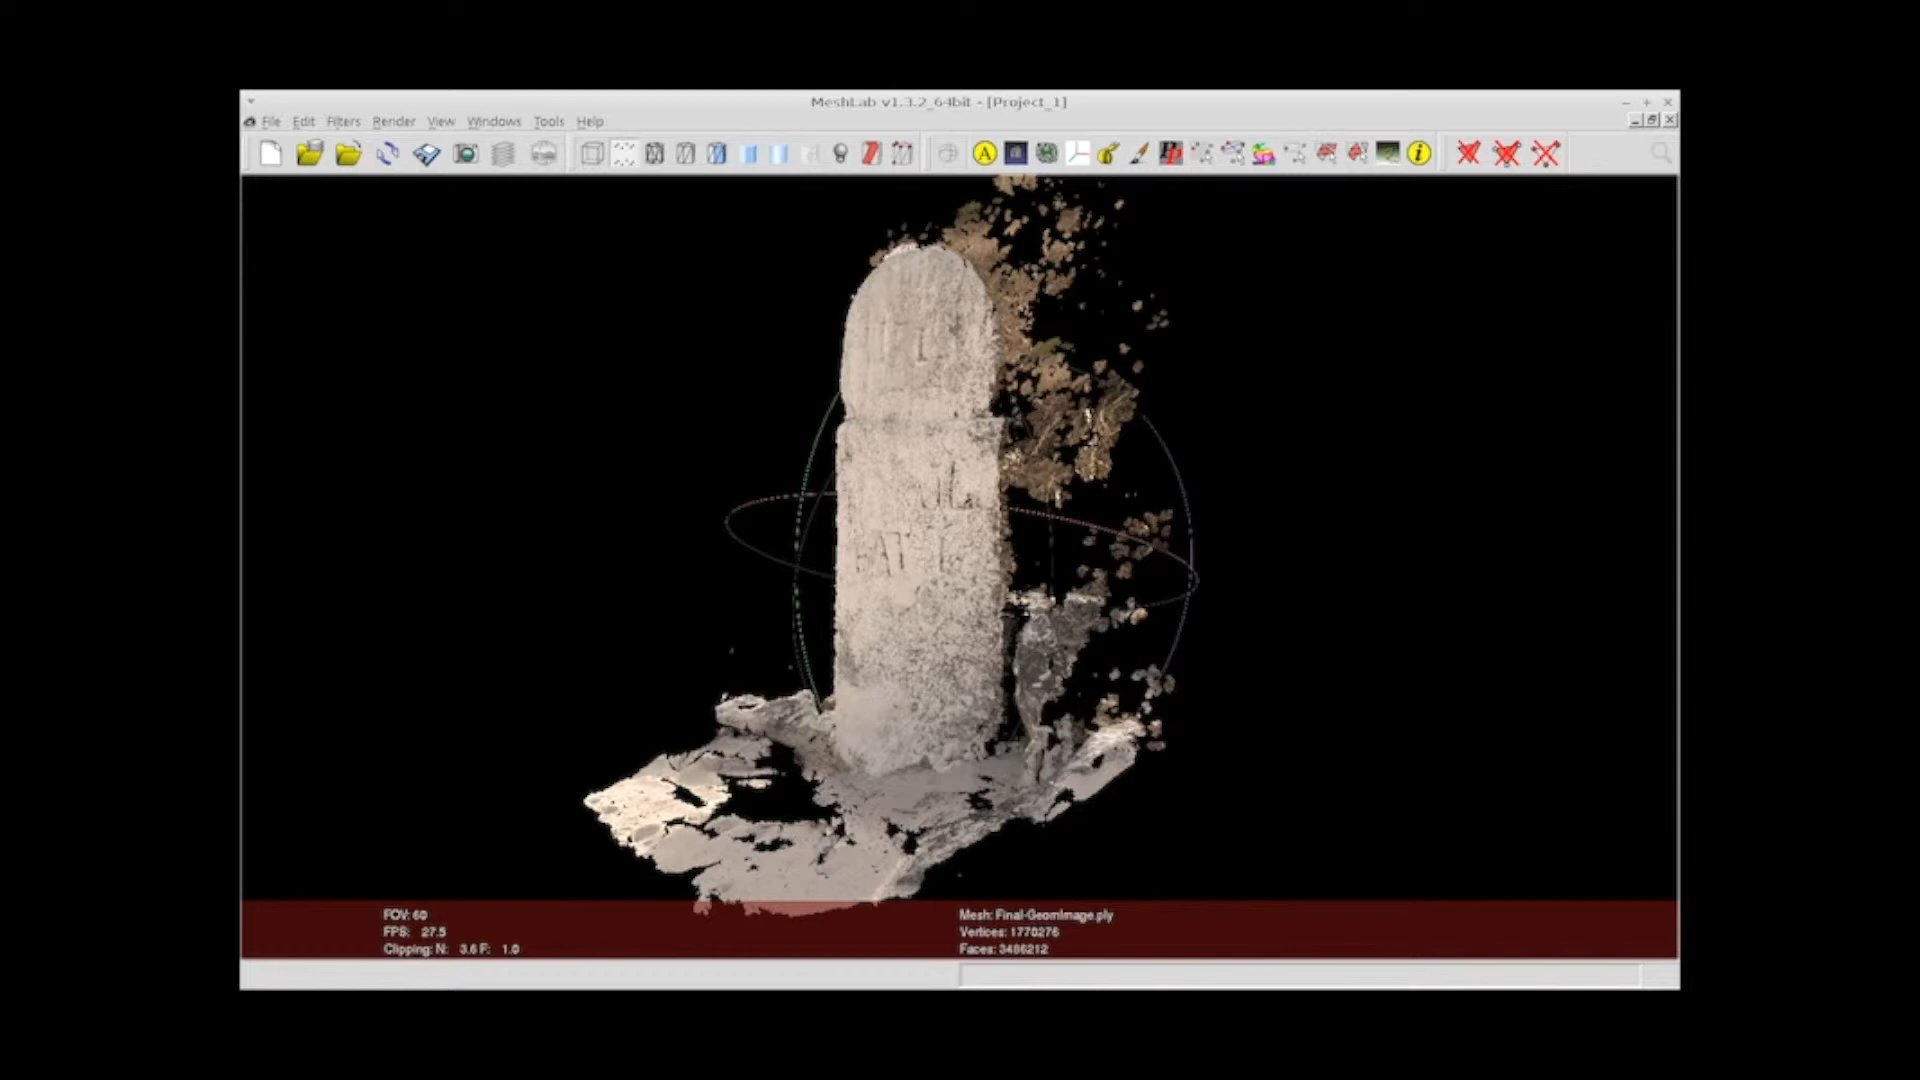 MeshLab v1.3.2_64bit - [Project_1]
File Edit Filters Render View Windows Tools Help
FOV: 60
FPS: 27.5
Clipping: N: 3.6 F: 1.0
Mesh: Final-GeomImage.ply
Vertices: 1770276
Faces: 3486212